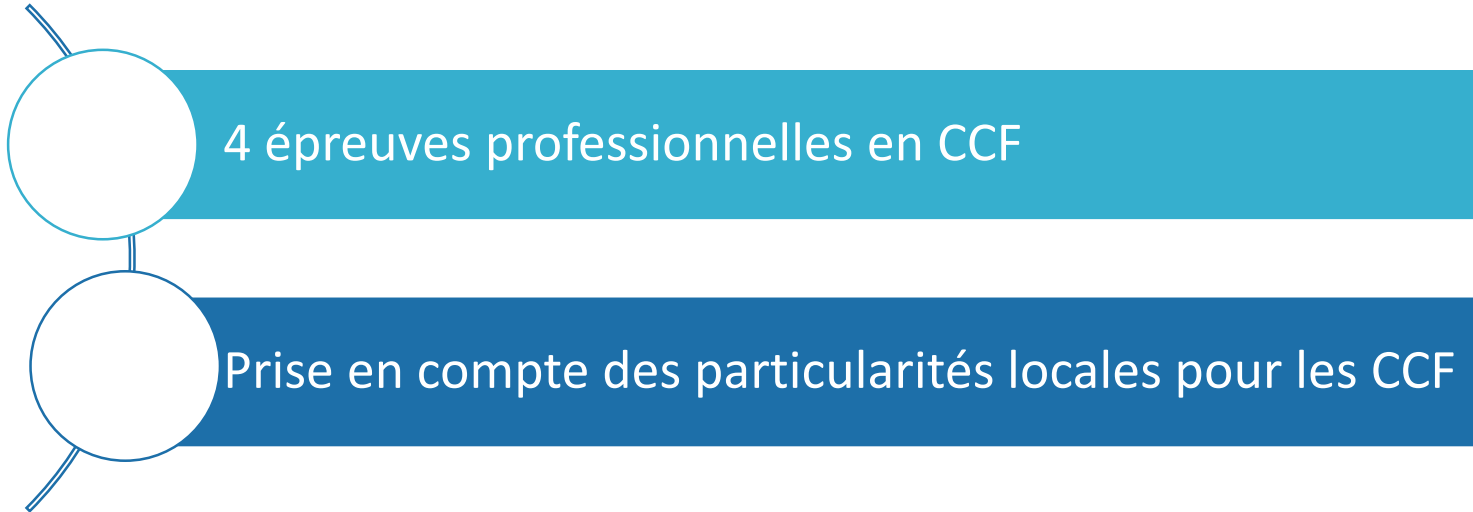 4 épreuves professionnelles en CCF
Prise en compte des particularités locales pour les CCF